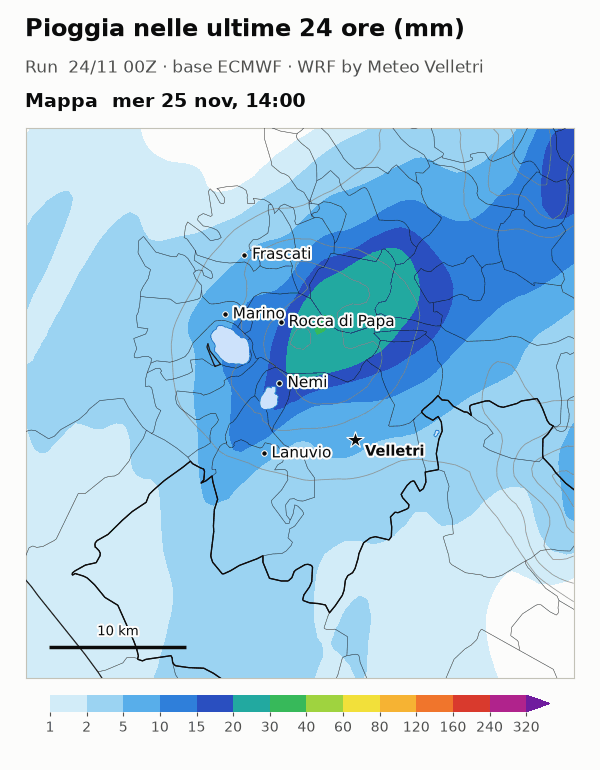 Pioggia nelle ultime 24 ore (mm)
Run 24/11 00Z · base ECMWF · WRF by Meteo Velletri
Mappa mer 25 nov, 14:00
Frascati
Marino
Rocca di Papa
Nemi
Velletri
Lanuvio
10 km
1 2 5 10 15 20 30 40 60 80 120 160 240 320